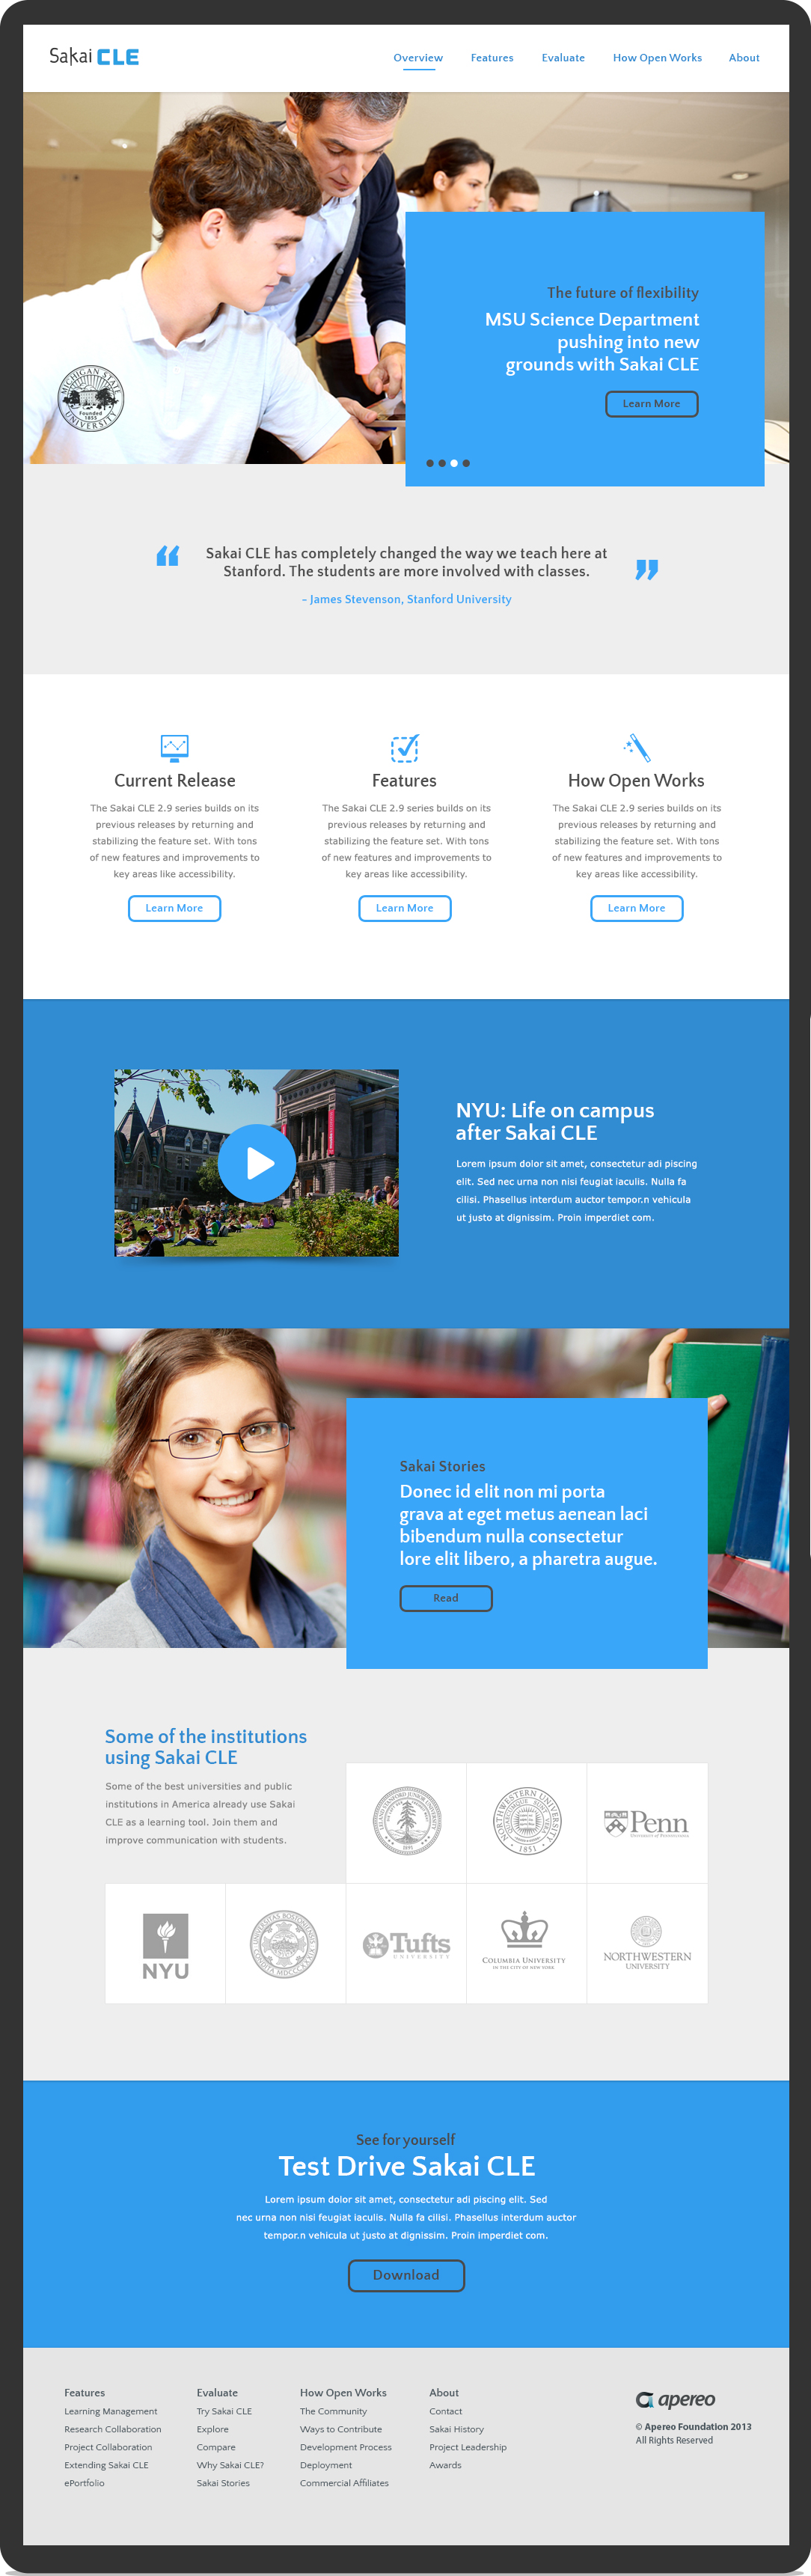 Sakai CLE
Overview Features Evaluate How Open Works About
The future of flexibility
MSU Science Department
pushing into new
grounds with Sakai CLE
Learn More
MICHIGAN STATE UNIVERSITY
Founded
1855
“ Sakai CLE has completely changed the way we teach here at
Stanford. The students are more involved with classes. ”
- James Stevenson, Stanford University
Current Release
The Sakai CLE 2.9 series builds on its
previous releases by returning and
stabilizing the feature set. With tons
of new features and improvements to
key areas like accessibility.
Learn More
Features
The Sakai CLE 2.9 series builds on its
previous releases by returning and
stabilizing the feature set. With tons
of new features and improvements to
key areas like accessibility.
Learn More
How Open Works
The Sakai CLE 2.9 series builds on its
previous releases by returning and
stabilizing the feature set. With tons
of new features and improvements to
key areas like accessibility.
Learn More
NYU: Life on campus
after Sakai CLE
Lorem ipsum dolor sit amet, consectetur adi piscing
elit. Sed nec urna non nisi feugiat iaculis. Nulla fa
cilisi. Phasellus interdum auctor tempor.n vehicula
ut justo at dignissim. Proin imperdiet com.
Sakai Stories
Donec id elit non mi porta
grava at eget metus aenean laci
bibendum nulla consectetur
lore elit libero, a pharetra augue.
Read
Some of the institutions
using Sakai CLE
Some of the best universities and public
institutions in America already use Sakai
CLE as a learning tool. Join them and
improve communication with students.
1891
NORTHWESTERN UNIVERSITY
1851
Penn
University of Pennsylvania
NYU
Tufts
UNIVERSITY
COLUMBIA UNIVERSITY
IN THE CITY OF NEW YORK
NORTHWESTERN
UNIVERSITY
See for yourself
Test Drive Sakai CLE
Lorem ipsum dolor sit amet, consectetur adi piscing elit. Sed
nec urna non nisi feugiat iaculis. Nulla fa cilisi. Phasellus interdum auctor
tempor.n vehicula ut justo at dignissim. Proin imperdiet com.
Download
Features
Learning Management
Research Collaboration
Project Collaboration
Extending Sakai CLE
ePortfolio
Evaluate
Try Sakai CLE
Explore
Compare
Why Sakai CLE?
Sakai Stories
How Open Works
The Community
Ways to Contribute
Development Process
Deployment
Commercial Affiliates
About
Contact
Sakai History
Project Leadership
Awards
apereo
© Apereo Foundation 2013
All Rights Reserved